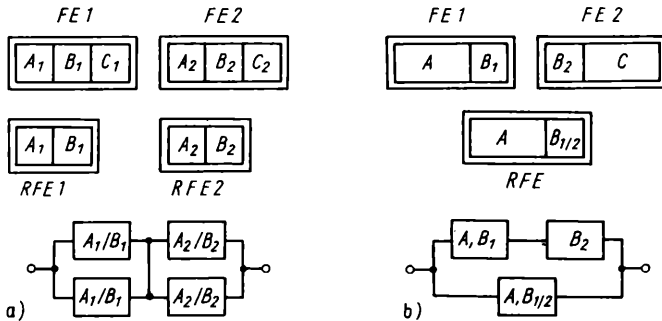 FE1 FE2 FE1 FE2
A₁ B₁ C₁ A₂ B₂ C₂ A B₁ B₂ C
A₁ B₁ A₂ B₂ A B₁/₂
RFE1 RFE2 RFE
A₁/B₁ A₂/B₂ A,B₁ B₂
A₁/B₁ A₂/B₂ A,B₁/₂
a) b)